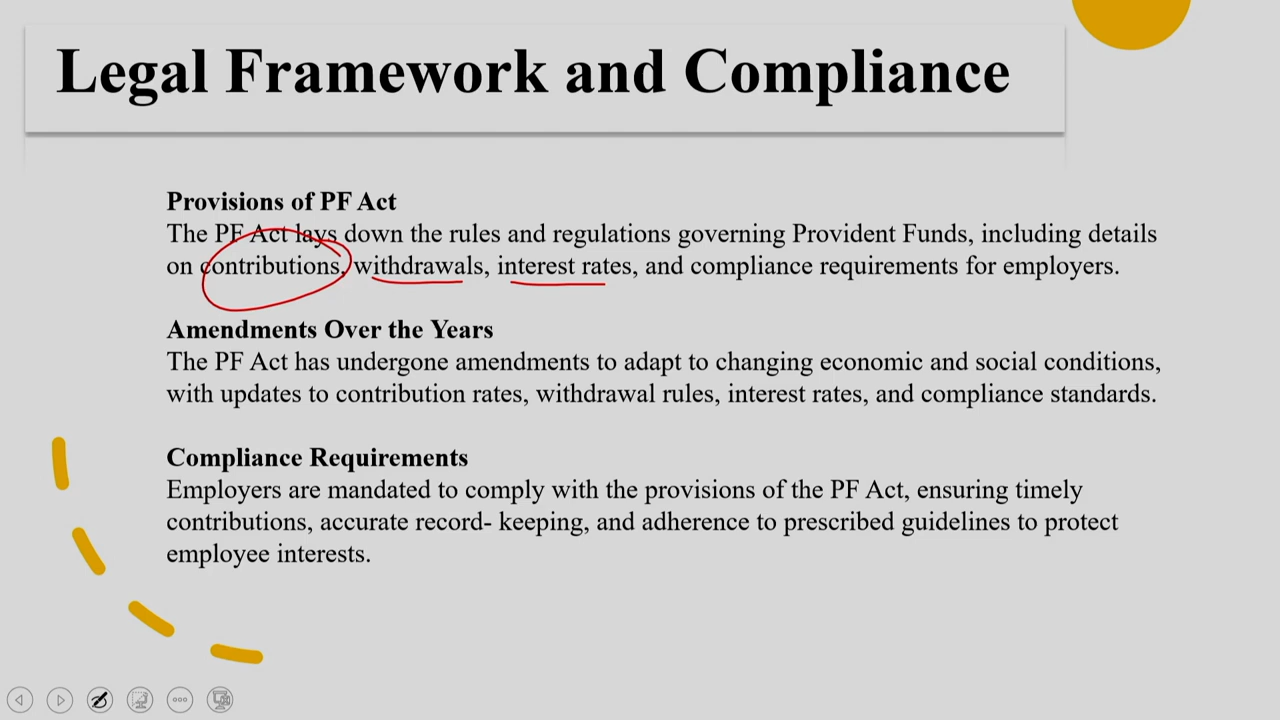 Legal Framework and Compliance
Provisions of PF Act
The PF Act lays down the rules and regulations governing Provident Funds, including details
on contributions, withdrawals, interest rates, and compliance requirements for employers.
Amendments Over the Years
The PF Act has undergone amendments to adapt to changing economic and social conditions,
with updates to contribution rates, withdrawal rules, interest rates, and compliance standards.
Compliance Requirements
Employers are mandated to comply with the provisions of the PF Act, ensuring timely
contributions, accurate record- keeping, and adherence to prescribed guidelines to protect
employee interests.